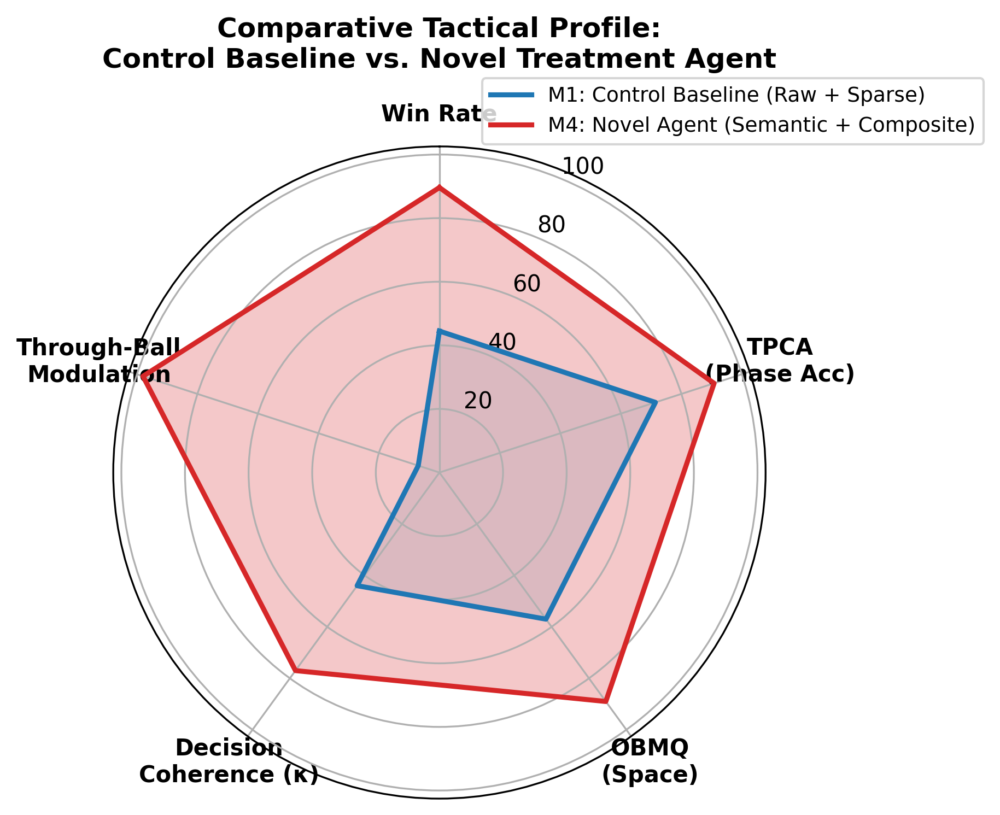 Comparative Tactical Profile:
Control Baseline vs. Novel Treatment Agent
M1: Control Baseline (Raw + Sparse)
M4: Novel Agent (Semantic + Composite)
Win Rate
100
80
60
40
20
Through-Ball
Modulation
TPCA
(Phase Acc)
Decision
Coherence (κ)
OBMQ
(Space)